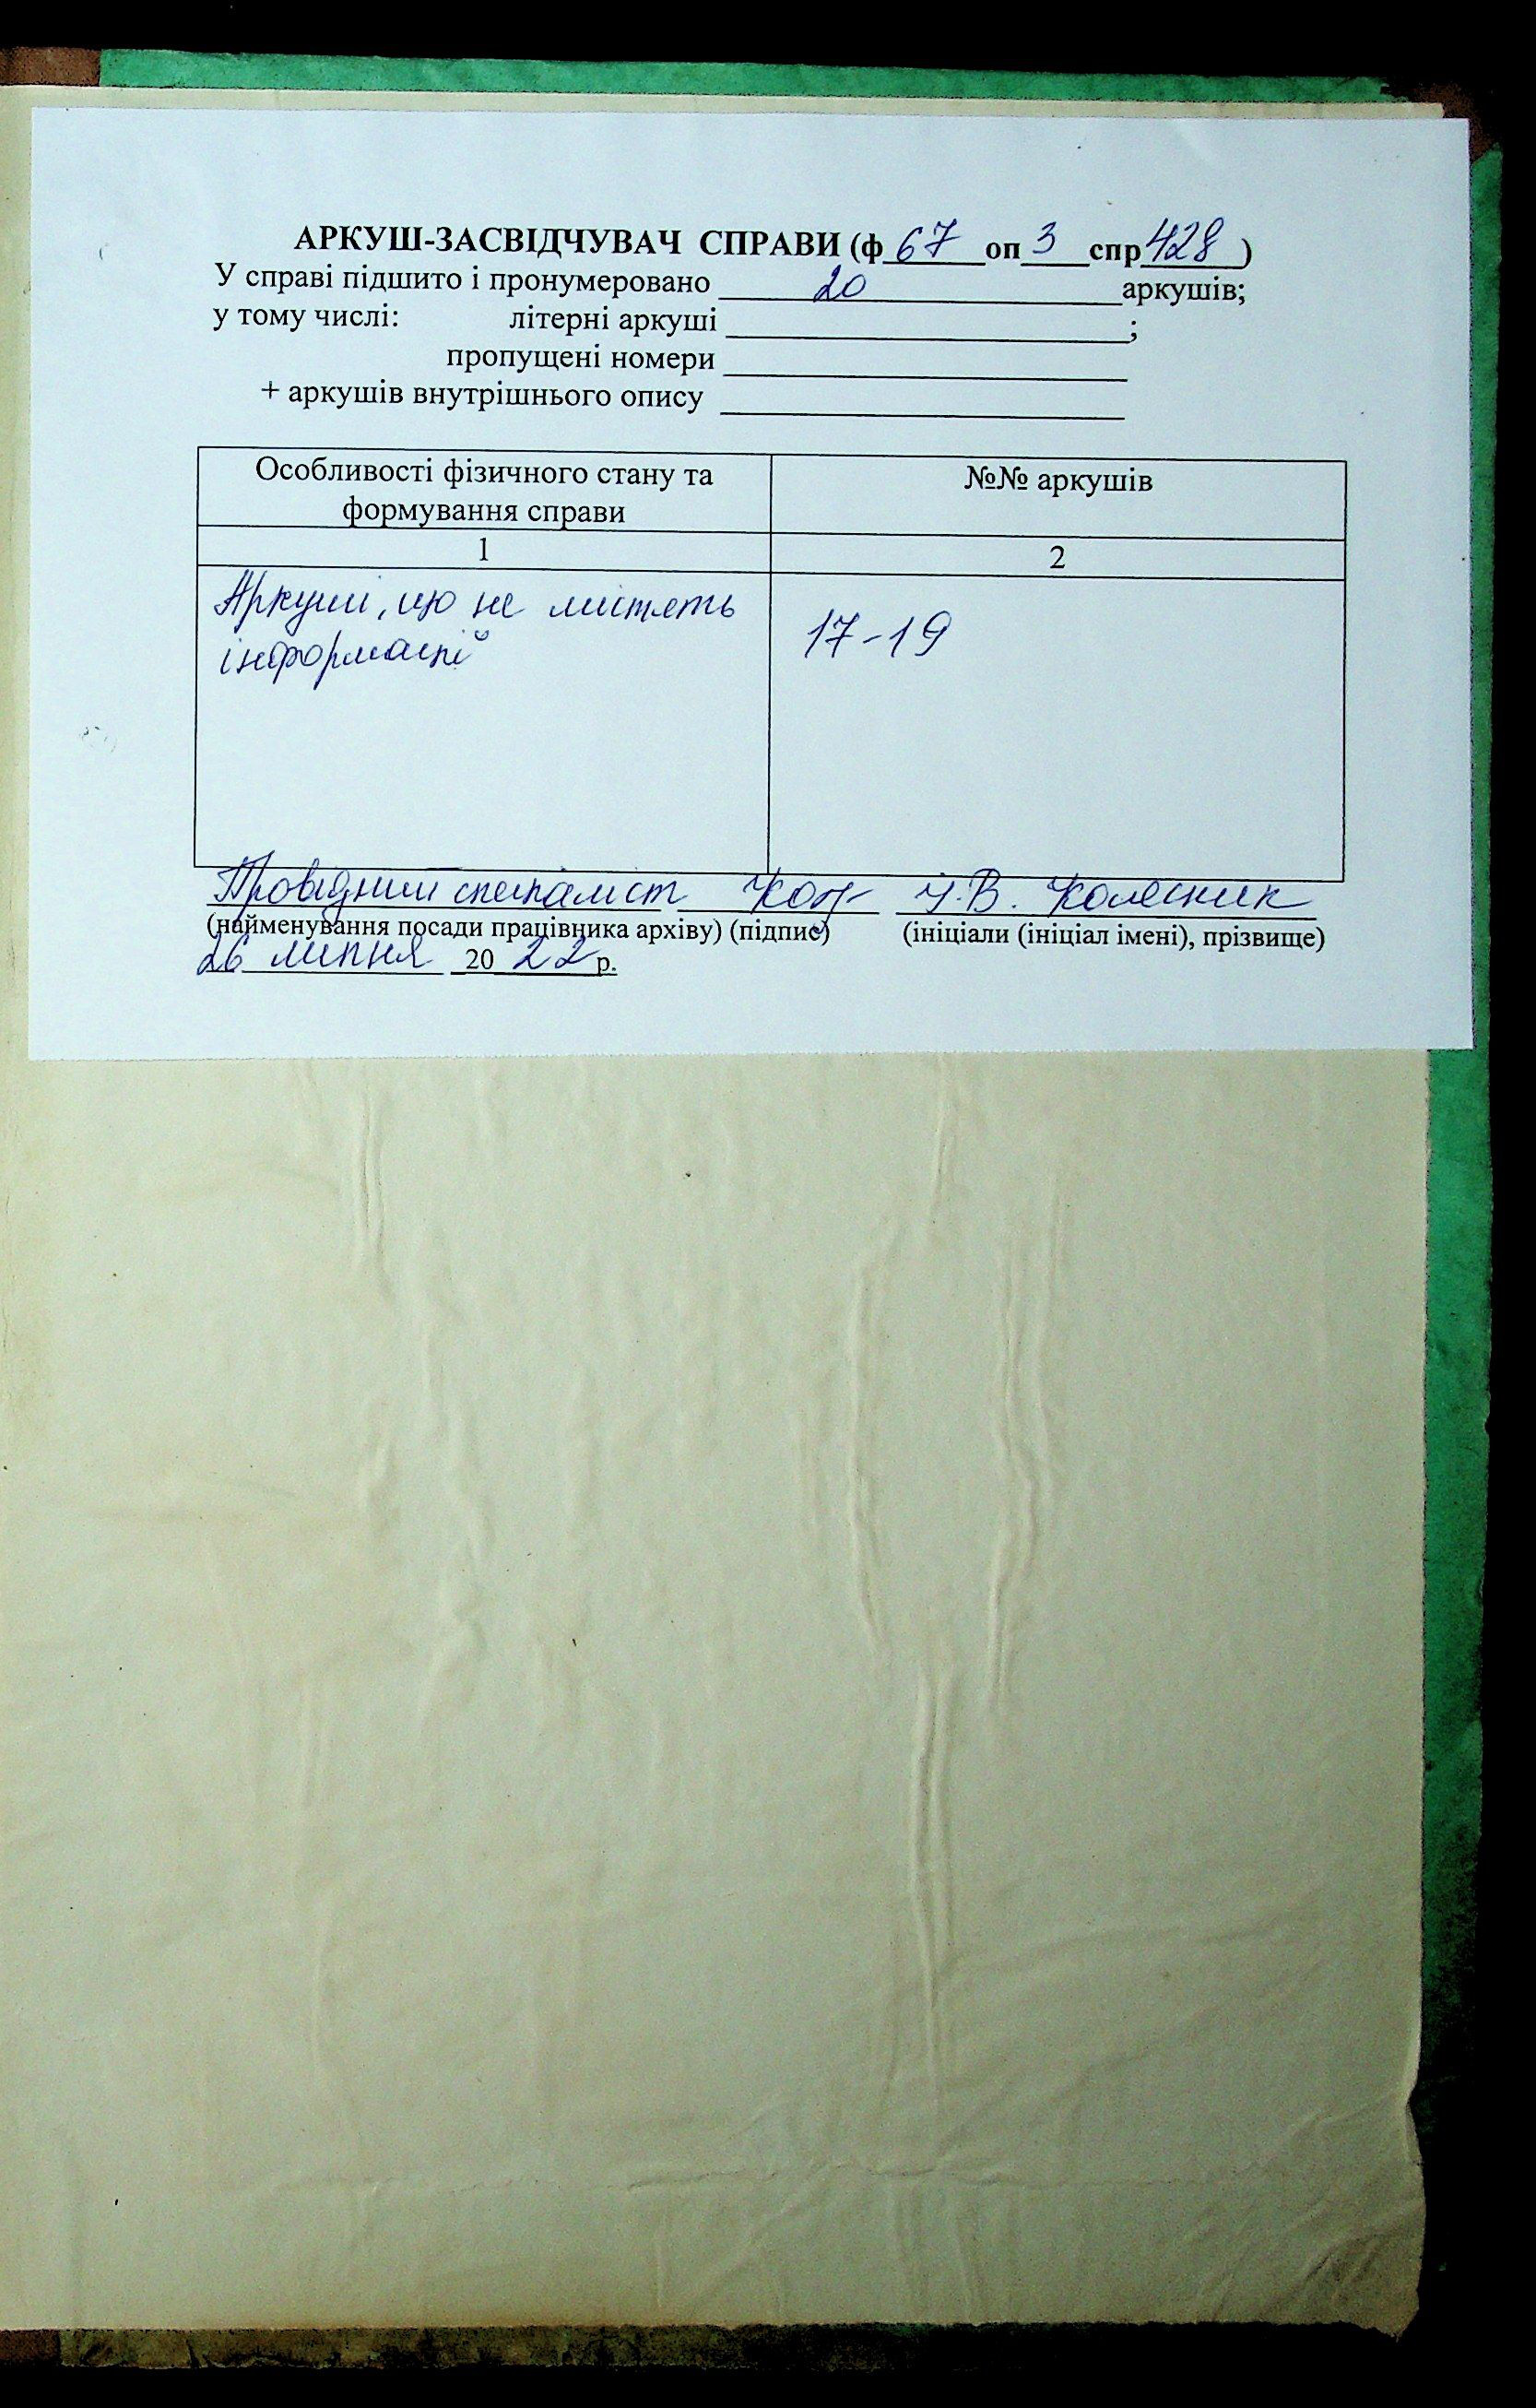 АРКУШ-ЗАСВІДЧУВАЧ СПРАВИ (ф 67 оп 3 спр 428 )
У справі підшито і пронумеровано 20 аркушів;
у тому числі: літерні аркуші ;
пропущені номери
+ аркушів внутрішнього опису
Особливості фізичного стану та
формування справи
№№ аркушів
1
2
Аркуші, що не містять
інформації
17-19
Провідний спеціаліст І.В. Колесник
(найменування посади працівника архіву) (підпис) (ініціали (ініціал імені), прізвище)
26 липня 20 22 р.